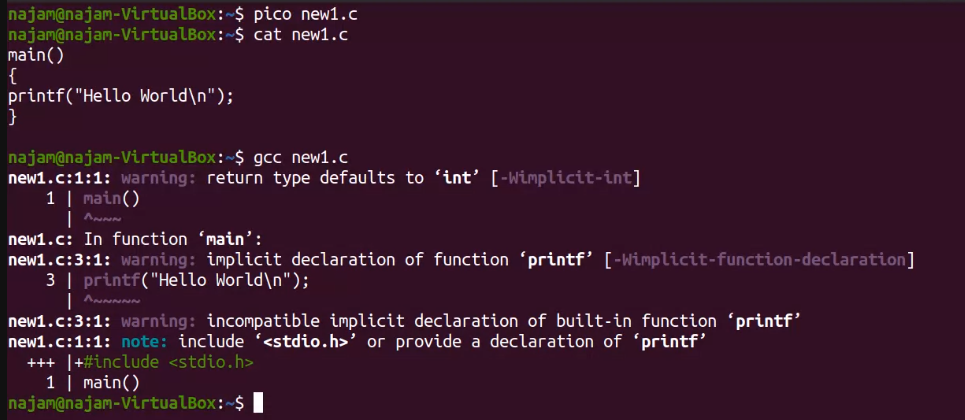 najam@najam-VirtualBox:~$ pico new1.c
najam@najam-VirtualBox:~$ cat new1.c
main()
{
printf("Hello World\n");
}
najam@najam-VirtualBox:~$ gcc new1.c
new1.c:1:1: warning: return type defaults to ‘int’ [-Wimplicit-int]
    1 | main()
      | ^~~~
new1.c: In function ‘main’:
new1.c:3:1: warning: implicit declaration of function ‘printf’ [-Wimplicit-function-declaration]
    3 | printf("Hello World\n");
      | ^~~~~~
new1.c:3:1: warning: incompatible implicit declaration of built-in function ‘printf’
new1.c:1:1: note: include ‘<stdio.h>’ or provide a declaration of ‘printf’
  +++ |+#include <stdio.h>
    1 | main()
najam@najam-VirtualBox:~$